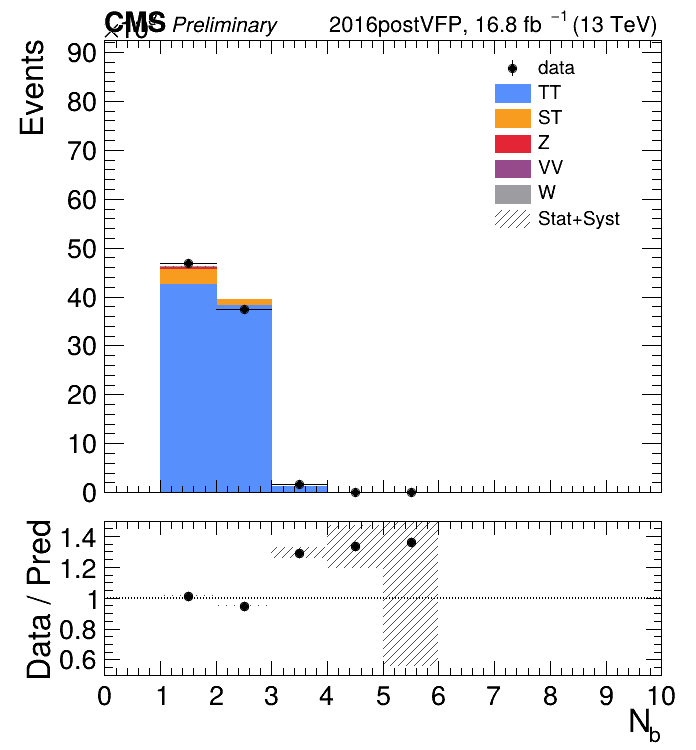 CMS Preliminary 2016postVFP, 16.8 fb⁻¹ (13 TeV)
Events
90
80
70
60
50
40
30
20
10
0
data
TT
ST
Z
VV
W
Stat+Syst
Data / Pred
1.4
1.2
1
0.8
0.6
0 1 2 3 4 5 6 7 8 9 10
N_b